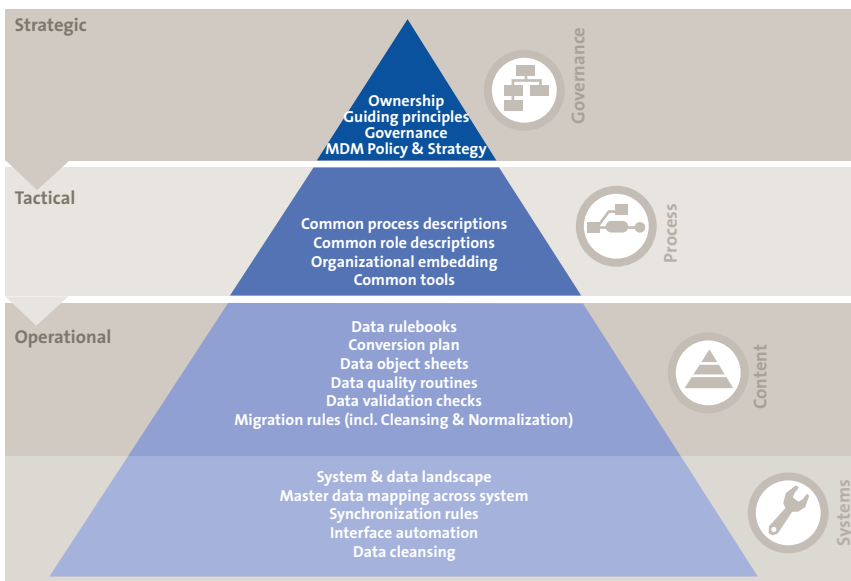 Strategic
Ownership
Guiding principles
Governance
MDM Policy & Strategy
Governance
Tactical
Common process descriptions
Common role descriptions
Organizational embedding
Common tools
Process
Operational
Data rulebooks
Conversion plan
Data object sheets
Data quality routines
Data validation checks
Migration rules (incl. Cleansing & Normalization)
Content
System & data landscape
Master data mapping across system
Synchronization rules
Interface automation
Data cleansing
Systems